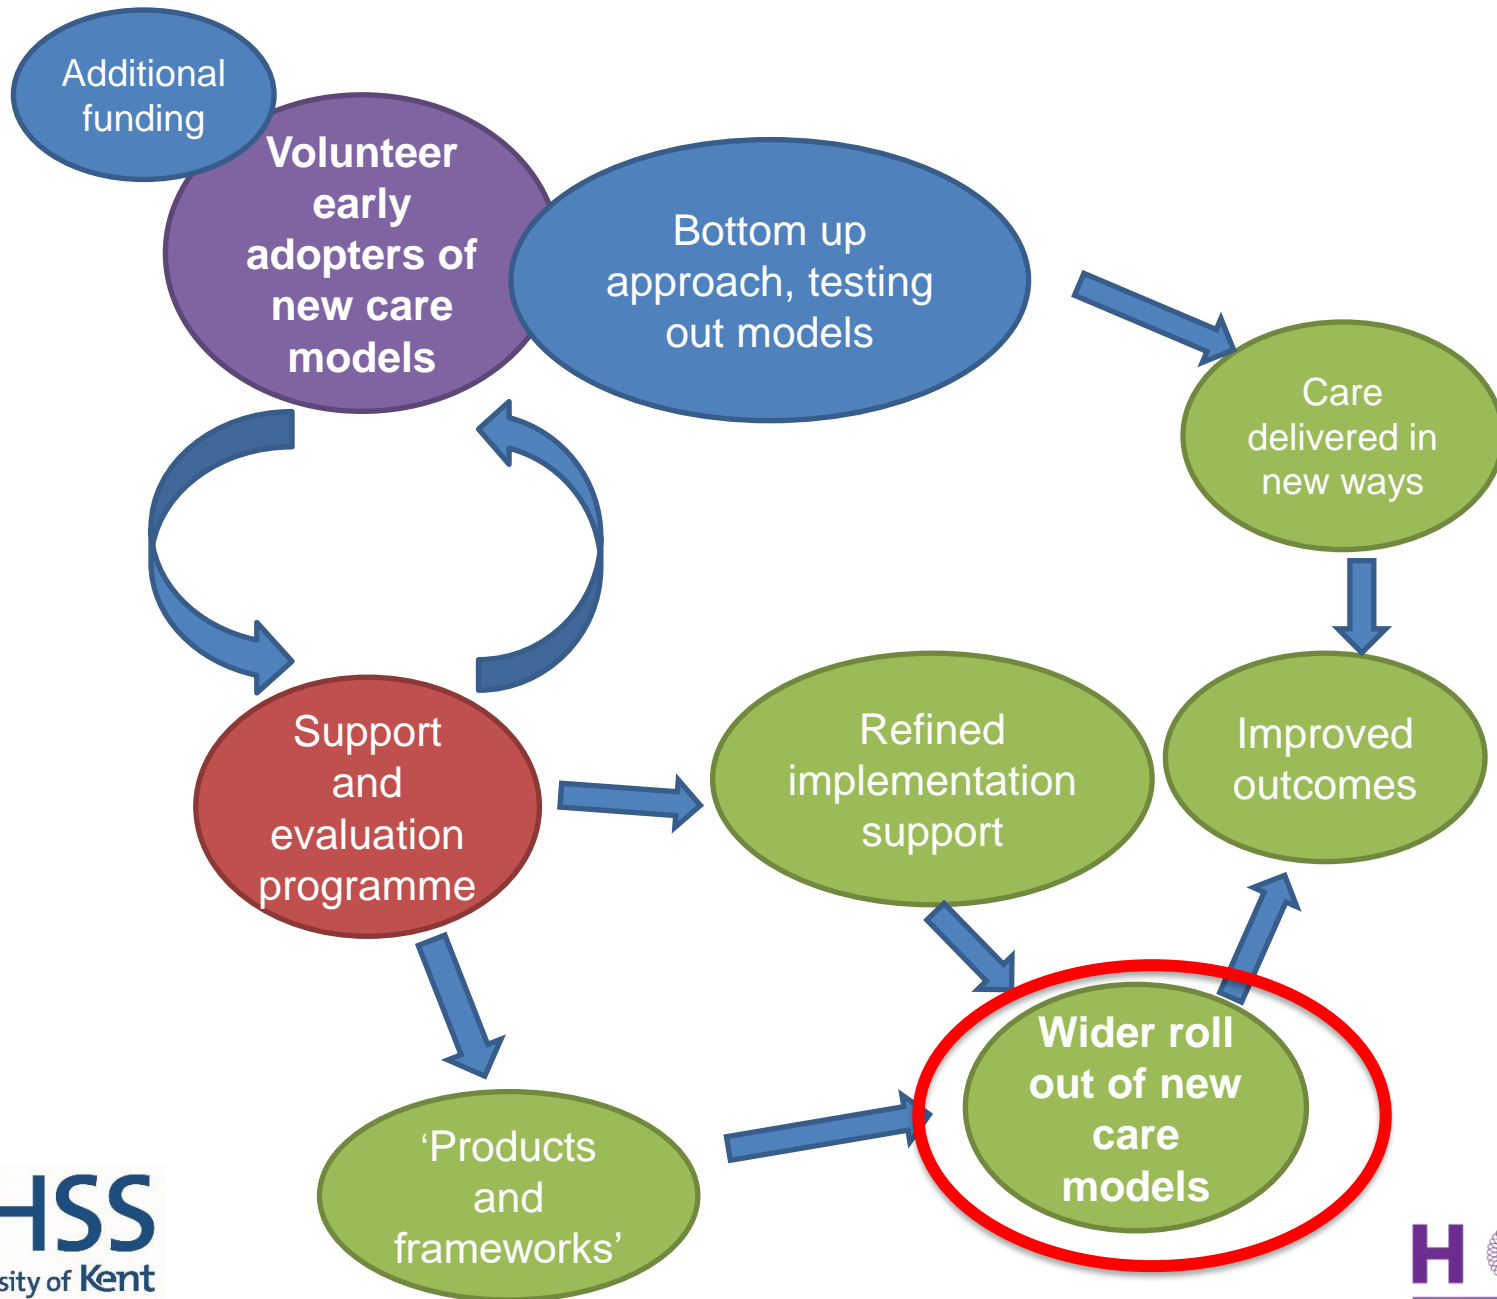 Additional
funding
Volunteer
early
adopters of
new care
models
Bottom up
approach, testing
out models
Care
delivered in
new ways
Support
and
evaluation
programme
Refined
implementation
support
Improved
outcomes
Wider roll
out of new
care
models
‘Products
and
frameworks’
HSS
sity of Kent
H